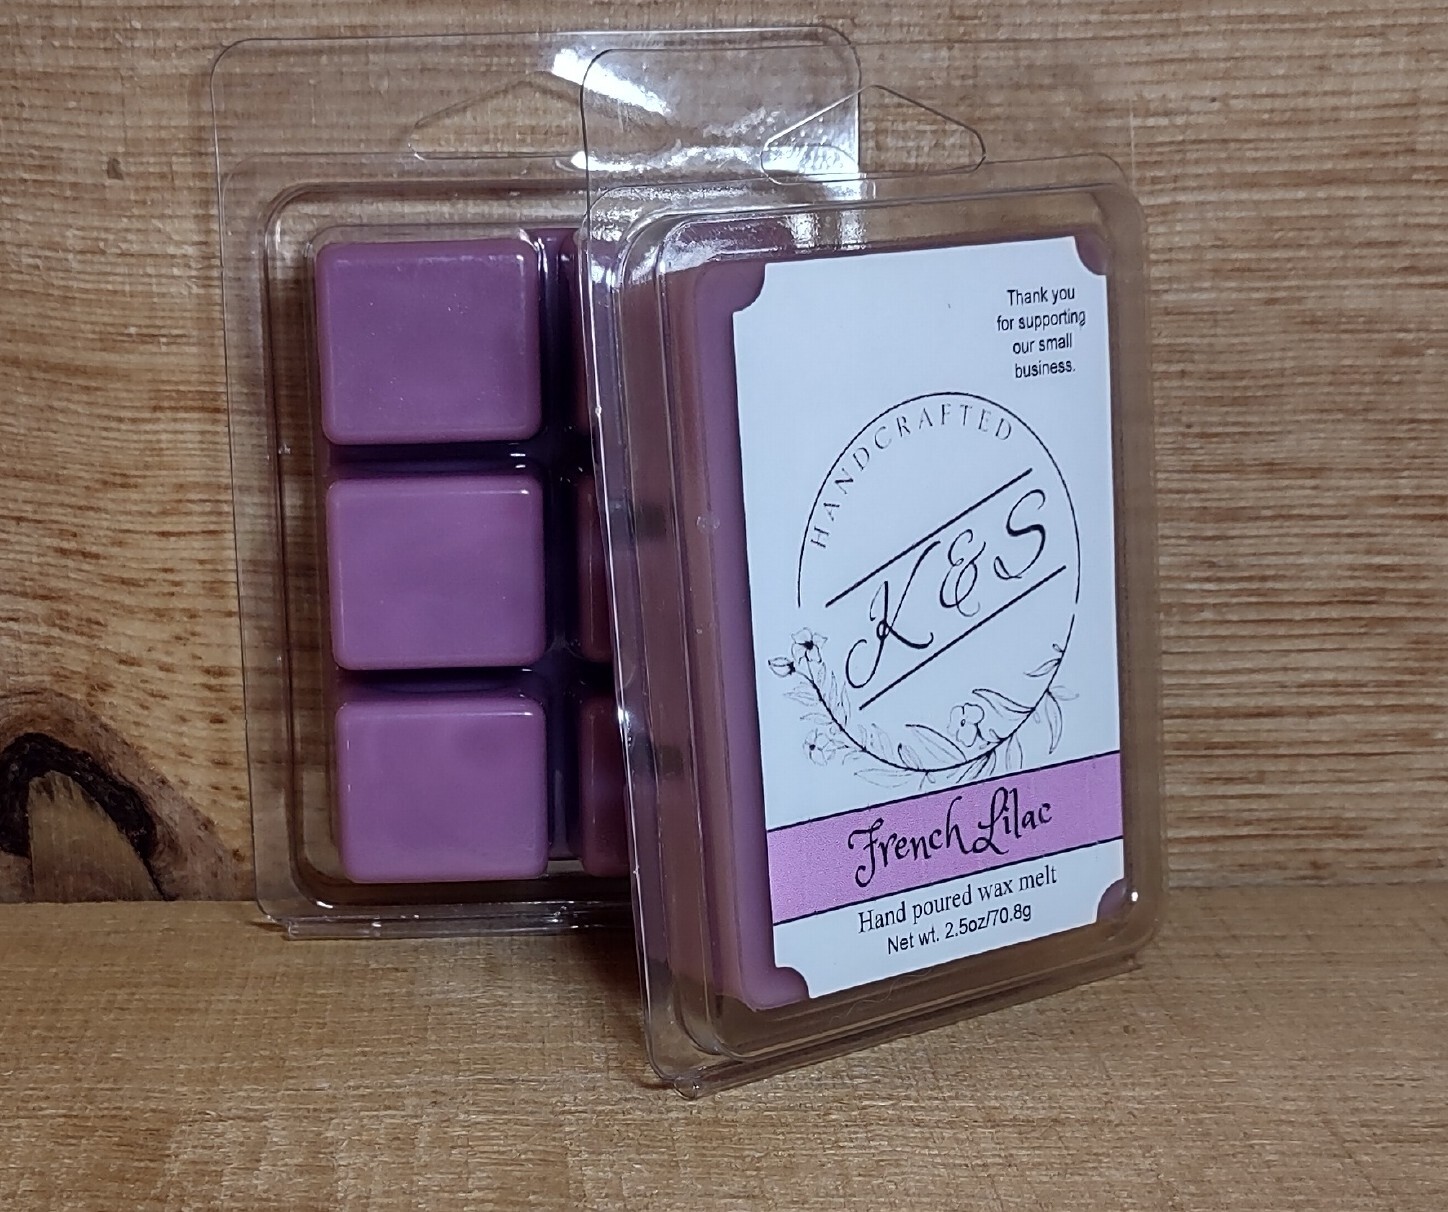 Thank you
for supporting
our small
business.
HANDCRAFTED
K & S
French Lilac
Hand poured wax melt
Net wt. 2.5oz/70.8g